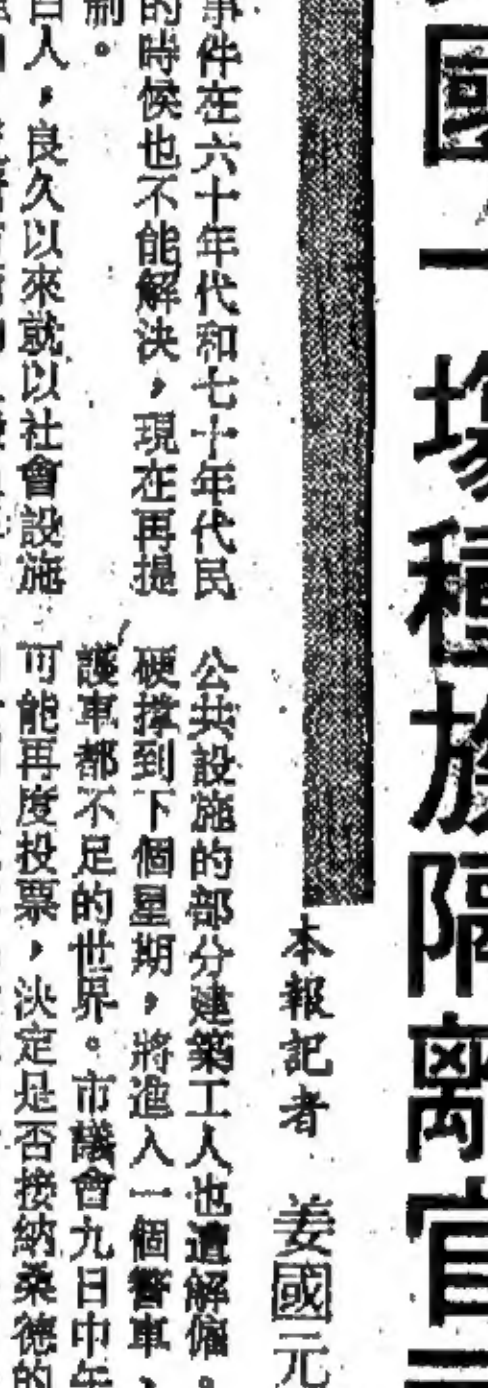 國一場種族隔離官司
本報記者 姜國元
事件在六十年代和七十年代民
的時候也不能解決，現在再提
制。
白人，良久以來就以社會設施
公共設施的部分建築工人也遭解僱。
硬撐到下個星期，將進入一個警車、
護車都不足的世界。市議會九日中午
可能再度投票，決定是否接納桑德的